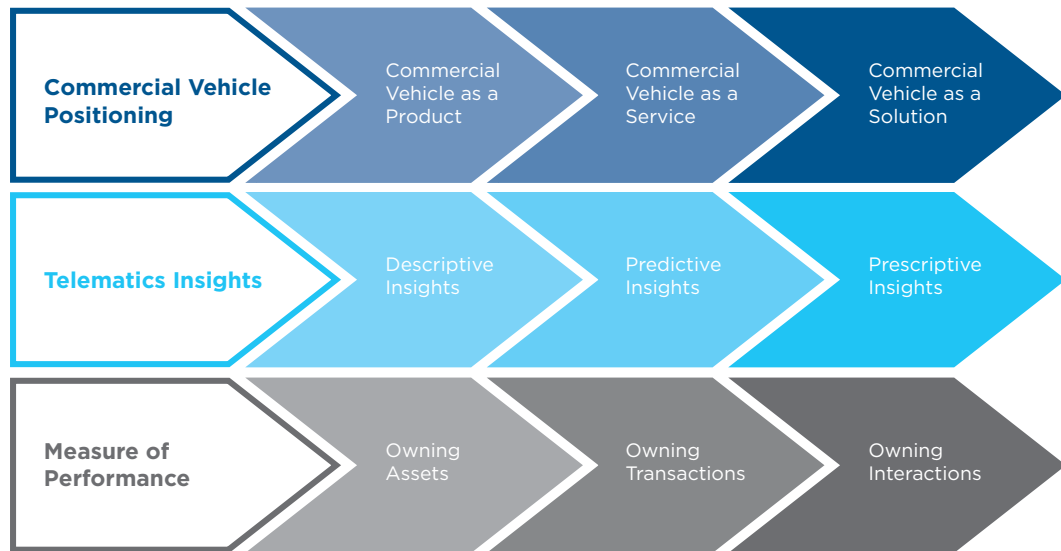 Commercial Vehicle
Positioning
Commercial
Vehicle as a
Product
Commercial
Vehicle as a
Service
Commercial
Vehicle as a
Solution
Telematics Insights
Descriptive
Insights
Predictive
Insights
Prescriptive
Insights
Measure of
Performance
Owning
Assets
Owning
Transactions
Owning
Interactions